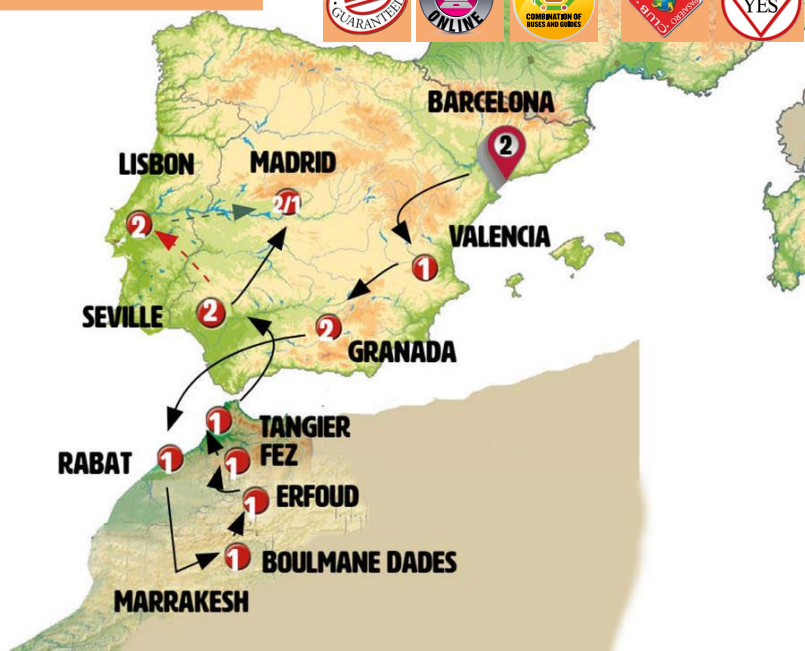 GUARANTEED
ONLINE
COMBINATION OF
BUSES AND GUIDES
CLUB
YES
BARCELONA
2
LISBON
MADRID
2/1
2
VALENCIA
1
SEVILLE
2
2
GRANADA
1
TANGIER
RABAT
1
1
FEZ
1
ERFOUD
1
BOULMANE DADES
MARRAKESH